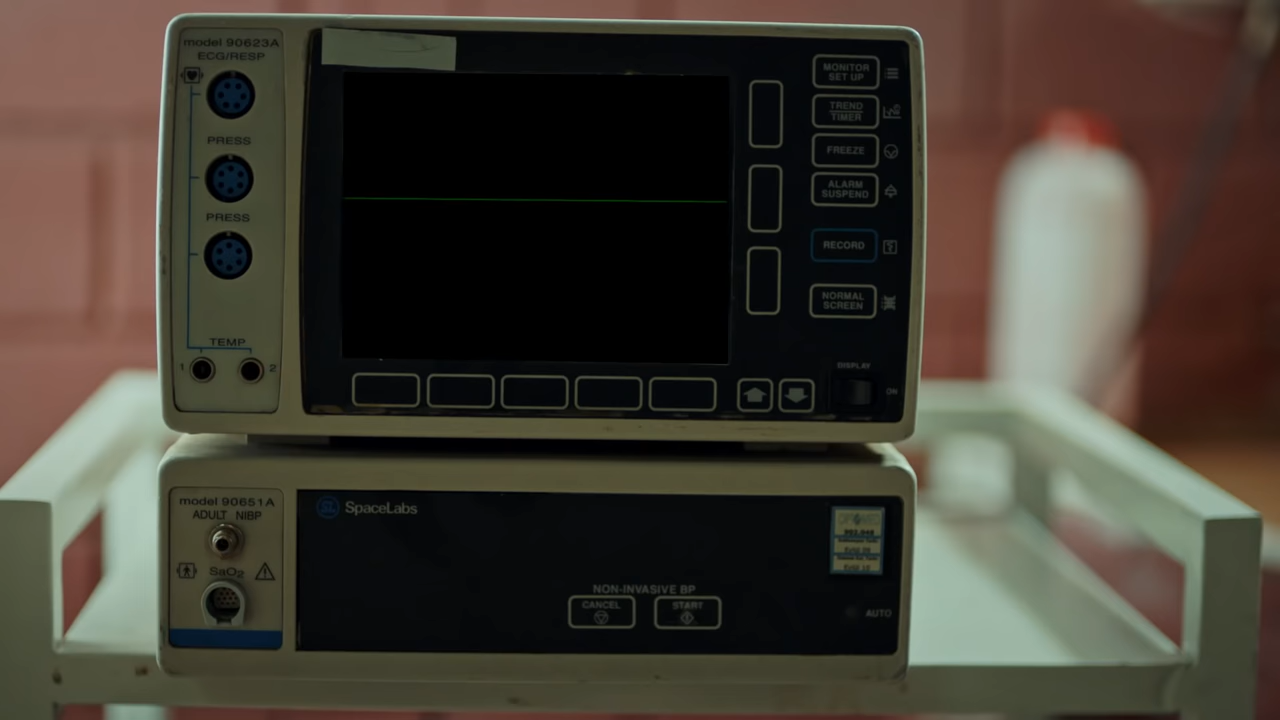 model 90623A
ECG/RESP
PRESS
PRESS
TEMP
1 2
MONITOR
SET UP
TREND
TIMER
FREEZE
ALARM
SUSPEND
RECORD
NORMAL
SCREEN
DISPLAY
ON
model 90651A
ADULT NIBP
SaO2
SpaceLabs
NON-INVASIVE BP
CANCEL
START
AUTO